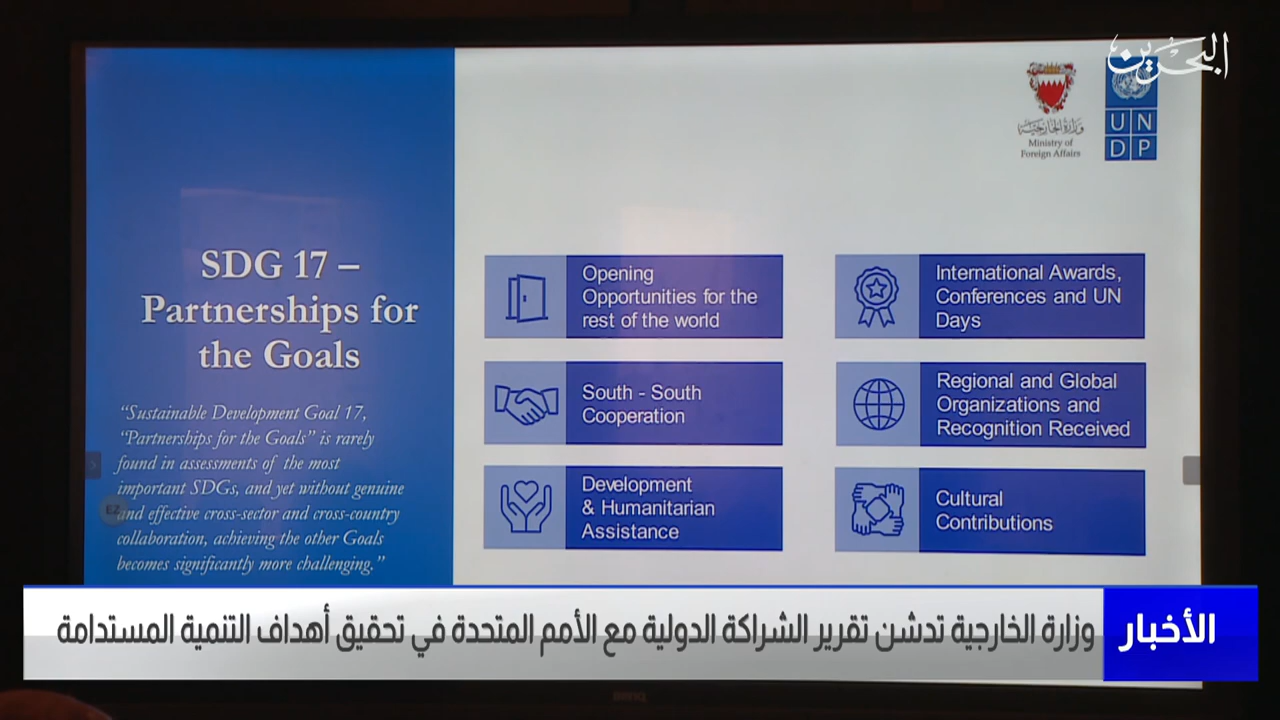 البحرين
وزارة الخارجية
Ministry of
Foreign Affairs
UN
DP
SDG 17 –
Partnerships for
the Goals
“Sustainable Development Goal 17,
“Partnerships for the Goals” is rarely
found in assessments of the most
important SDGs, and yet without genuine
and effective cross-sector and cross-country
collaboration, achieving the other Goals
becomes significantly more challenging.”
EZ
Opening
Opportunities for the
rest of the world
South - South
Cooperation
Development
& Humanitarian
Assistance
International Awards,
Conferences and UN
Days
Regional and Global
Organizations and
Recognition Received
Cultural
Contributions
الأخبار
وزارة الخارجية تدشن تقرير الشراكة الدولية مع الأمم المتحدة في تحقيق أهداف التنمية المستدامة
BenQ